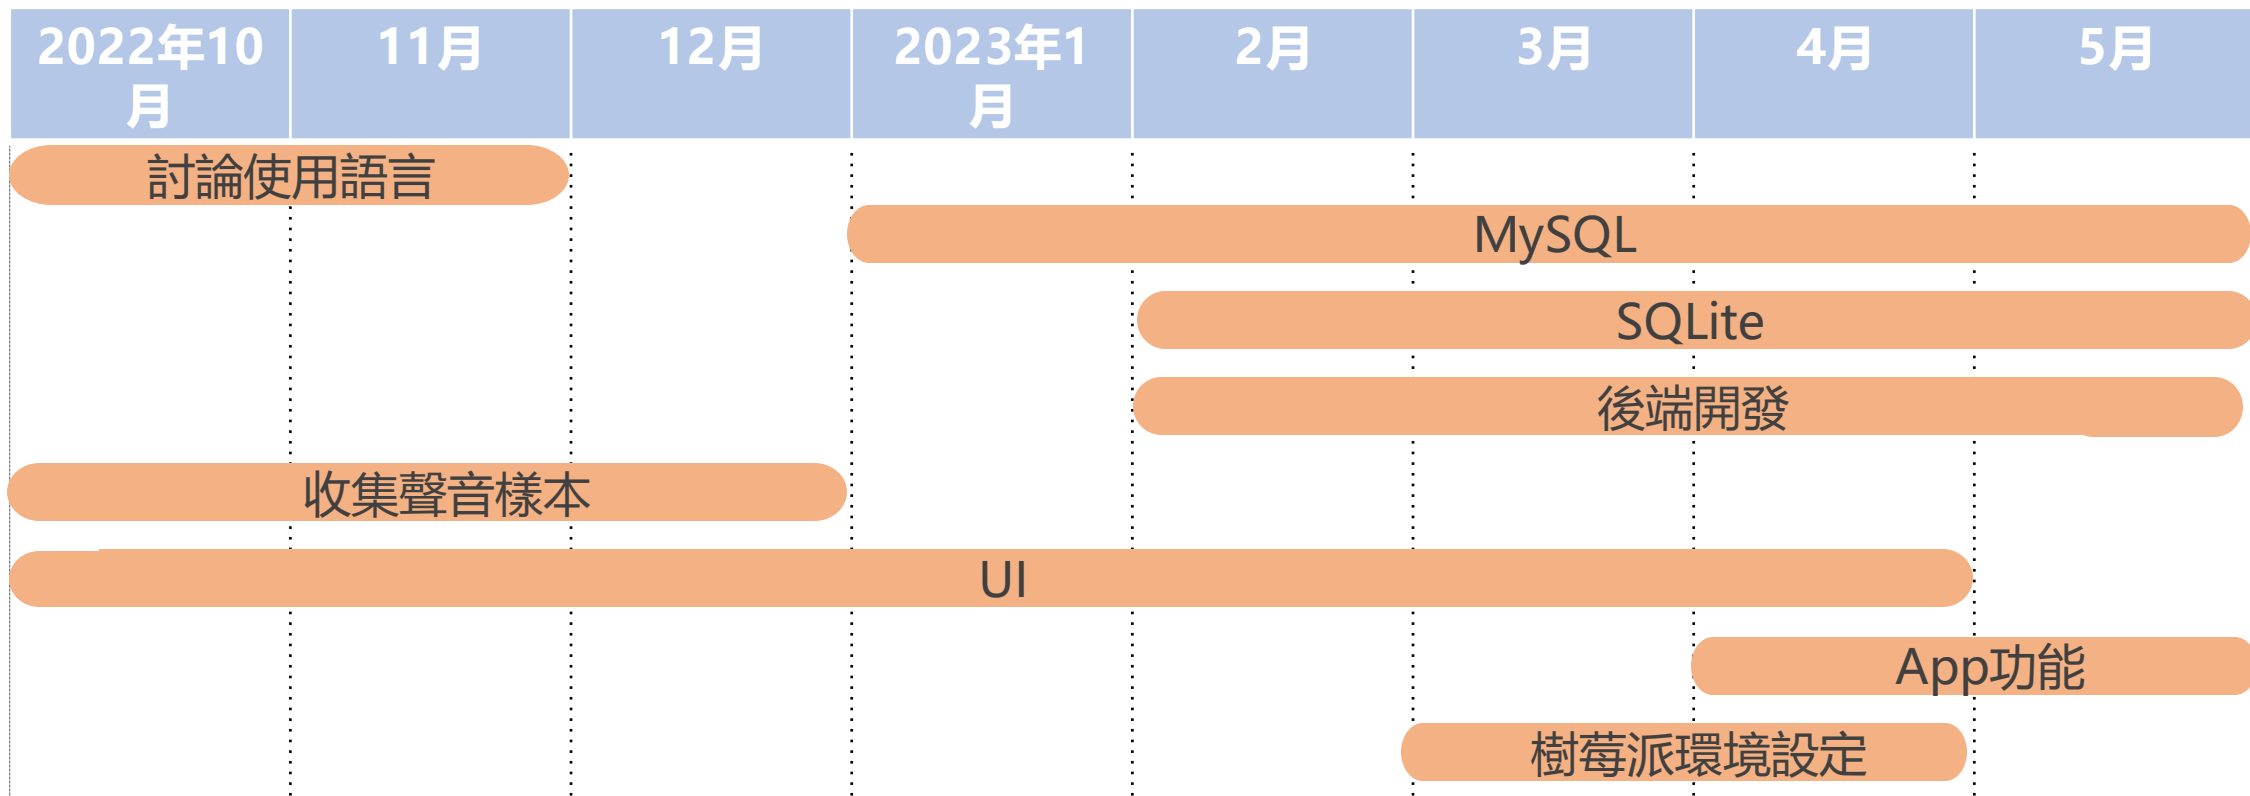 2022年10
月
11月
12月
2023年1
月
2月
3月
4月
5月
討論使用語言
MySQL
SQLite
後端開發
收集聲音樣本
UI
App功能
樹莓派環境設定